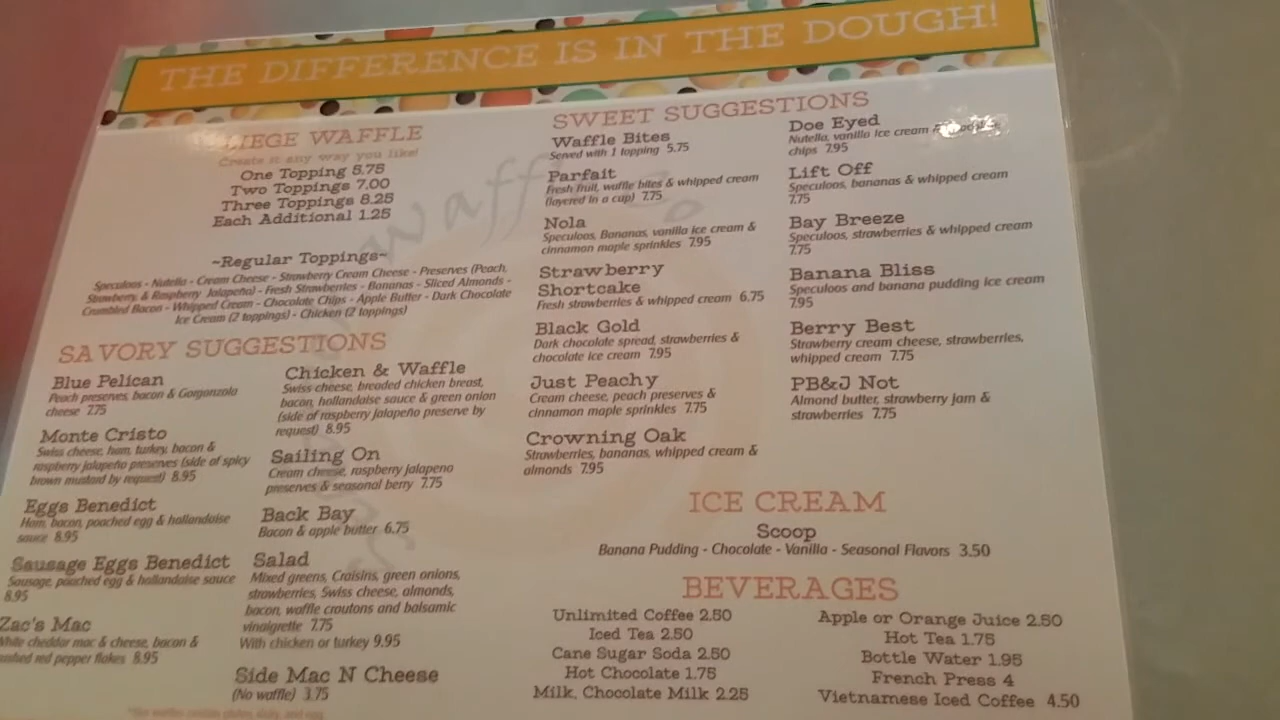 THE DIFFERENCE IS IN THE DOUGH!
LIEGE WAFFLE
Create it any way you like!
One Topping 5.75
Two Toppings 7.00
Three Toppings 8.25
Each Additional 1.25
~Regular Toppings~
Speculoos - Nutella - Cream Cheese - Strawberry Cream Cheese - Preserves (Peach,
Strawberry, & Raspberry Jalapeño) - Fresh Strawberries - Bananas - Sliced Almonds -
Crumbled Bacon - Whipped Cream - Chocolate Chips - Apple Butter - Dark Chocolate
Ice Cream (2 toppings) - Chicken (2 toppings)
SAVORY SUGGESTIONS
Blue Pelican
Peach preserves, bacon & Gorgonzola
cheese 7.75
Monte Cristo
Swiss cheese, ham, turkey, bacon &
raspberry jalapeño preserves (side of spicy
brown mustard by request) 8.95
Eggs Benedict
Ham, bacon, poached egg & hollandaise
sauce 8.95
Sausage Eggs Benedict
Sausage, poached egg & hollandaise sauce
8.95
Zac's Mac
White cheddar mac & cheese, bacon &
red pepper flakes 8.95
Chicken & Waffle
Swiss cheese, breaded chicken breast,
bacon, hollandaise sauce & green onion
(side of raspberry jalapeño preserve by
request) 8.95
Sailing On
Cream cheese, raspberry jalapeno
preserves & seasonal berry 7.75
Back Bay
Bacon & apple butter 6.75
Salad
Mixed greens, Craisins, green onions,
strawberries, Swiss cheese, almonds,
bacon, waffle croutons and balsamic
vinaigrette 7.75
With chicken or turkey 9.95
Side Mac N Cheese
(No waffle) 3.75
*Our waffles contain gluten, dairy, and egg
SWEET SUGGESTIONS
Waffle Bites
Served with 1 topping 5.75
Parfait
Fresh fruit, waffle bites & whipped cream
(layered in a cup) 7.75
Nola
Speculoos, Bananas, vanilla ice cream &
cinnamon maple sprinkles 7.95
Strawberry
Shortcake
Fresh strawberries & whipped cream 6.75
Black Gold
Dark chocolate spread, strawberries &
chocolate ice cream 7.95
Just Peachy
Cream cheese, peach preserves &
cinnamon maple sprinkles 7.75
Crowning Oak
Strawberries, bananas, whipped cream &
almonds 7.95
Doe Eyed
Nutella, vanilla ice cream
chips 7.95
Lift Off
Speculoos, bananas & whipped cream
7.75
Bay Breeze
Speculoos, strawberries & whipped cream
7.75
Banana Bliss
Speculoos and banana pudding ice cream
7.95
Berry Best
Strawberry cream cheese, strawberries,
whipped cream 7.75
PB&J Not
Almond butter, strawberry jam &
strawberries 7.75
ICE CREAM
Scoop
Banana Pudding - Chocolate - Vanilla - Seasonal Flavors 3.50
BEVERAGES
Unlimited Coffee 2.50
Iced Tea 2.50
Cane Sugar Soda 2.50
Hot Chocolate 1.75
Milk, Chocolate Milk 2.25
Apple or Orange Juice 2.50
Hot Tea 1.75
Bottle Water 1.95
French Press 4
Vietnamese Iced Coffee 4.50